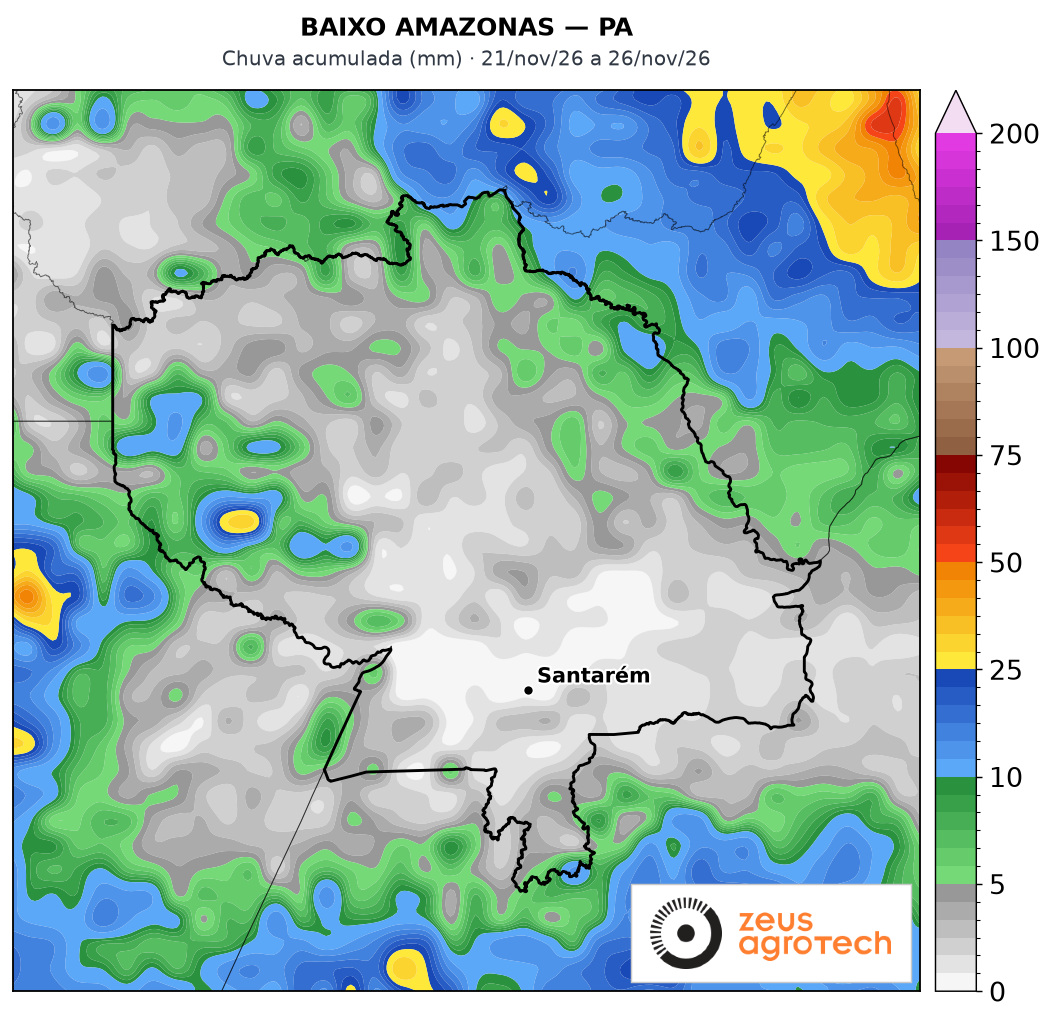 BAIXO AMAZONAS — PA
Chuva acumulada (mm) · 21/nov/26 a 26/nov/26
200
150
100
75
50
25
10
5
0
Santarém
zeus
agrotech